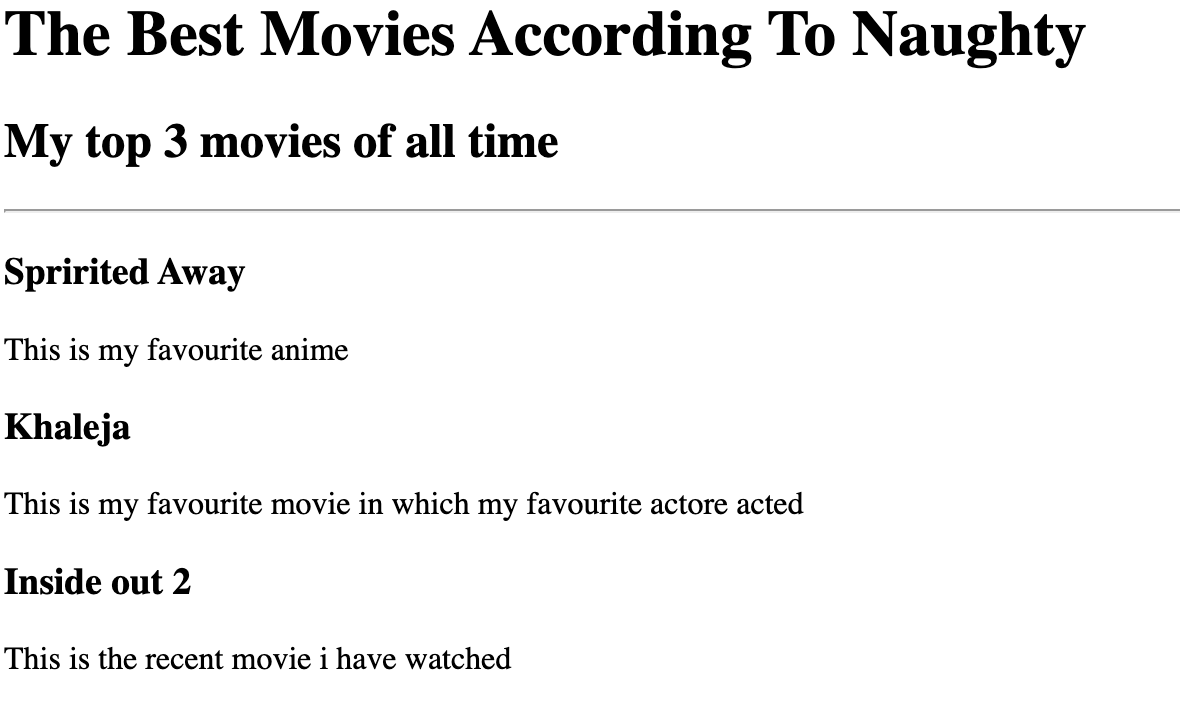 The Best Movies According To Naughty
My top 3 movies of all time
Spririted Away
This is my favourite anime
Khaleja
This is my favourite movie in which my favourite actore acted
Inside out 2
This is the recent movie i have watched